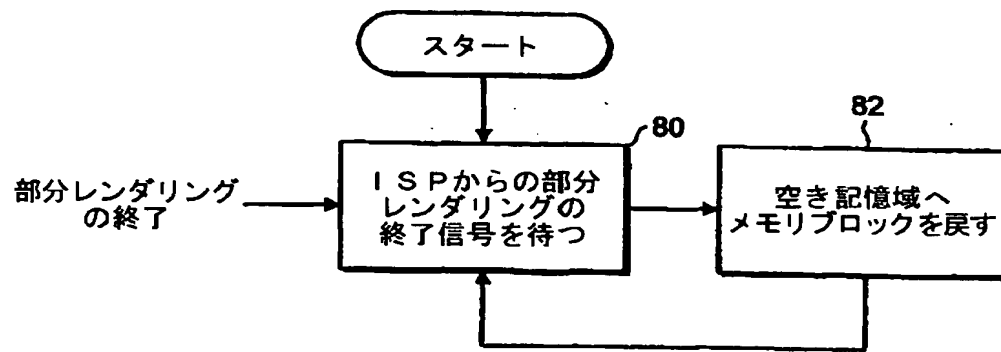 スタート
80
82
部分レンダリング
の終了
ISPからの部分
レンダリングの
終了信号を待つ
空き記憶域へ
メモリブロックを戻す